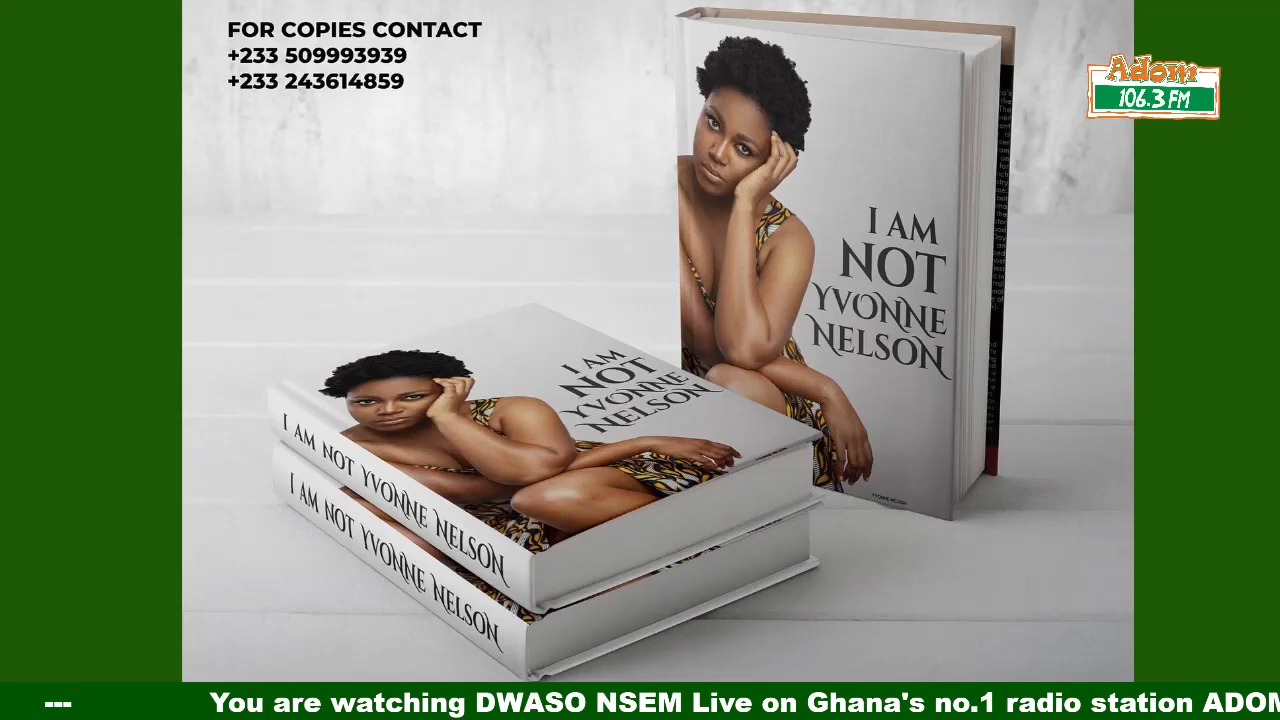 FOR COPIES CONTACT
+233 509993939
+233 243614859
Adom
106.3 FM
I AM
NOT
YVONNE
NELSON
YVONNE NELSON
I AM
NOT
YVONNE
NELSON
I AM NOT YVONNE NELSON
I AM NOT YVONNE NELSON
--- You are watching DWASO NSEM Live on Ghana's no.1 radio station ADOM